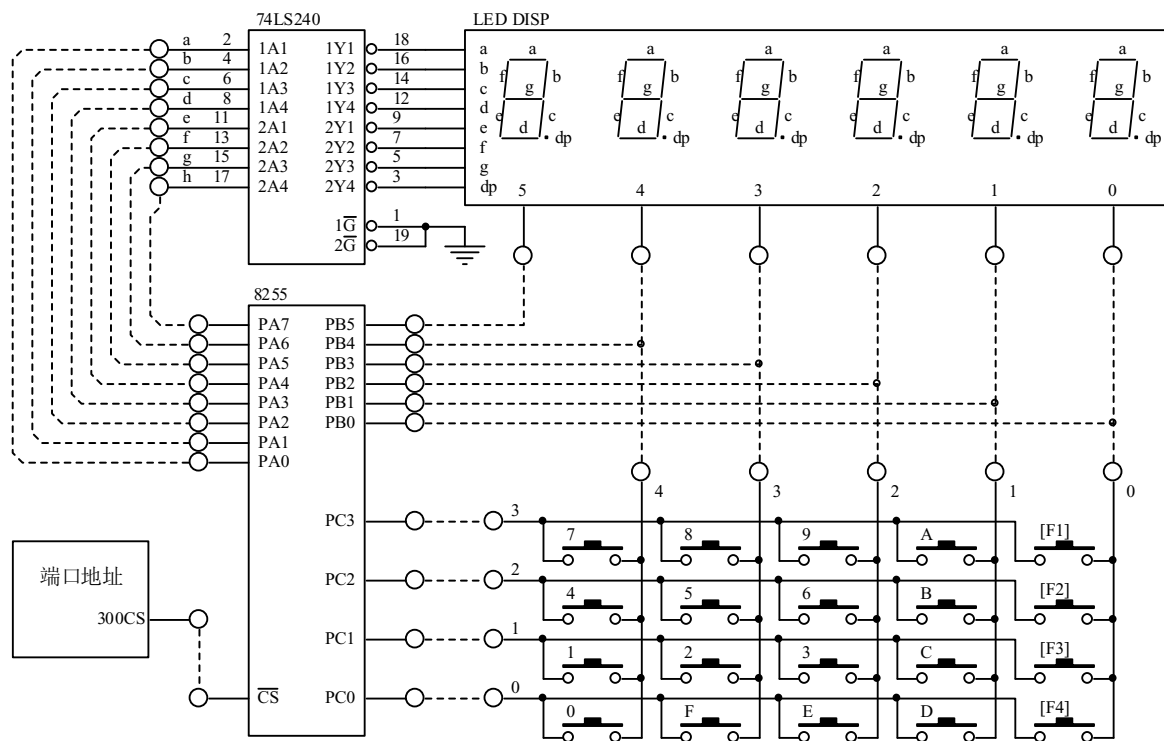 74LS240 LED DISP
a 2 1A1 1Y1 18 a
b 4 1A2 1Y2 16 b
c 6 1A3 1Y3 14 c
d 8 1A4 1Y4 12 d
e 11 2A1 2Y1 9 e
f 13 2A2 2Y2 7 f
g 15 2A3 2Y3 5 g
h 17 2A4 2Y4 3 dp
1G 1
2G 19
a a a a a a
f b f b f b f b f b f b
g g g g g g
e c e c e c e c e c e c
d dp d dp d dp d dp d dp d dp
5 4 3 2 1 0
8255
PA7 PB5
PA6 PB4
PA5 PB3
PA4 PB2
PA3 PB1
PA2 PB0
PA1
PA0
4 3 2 1 0
PC3 3
7 8 9 A [F1]
PC2 2
4 5 6 B [F2]
PC1 1
1 2 3 C [F3]
CS PC0 0
0 F E D [F4]
端口地址
300CS